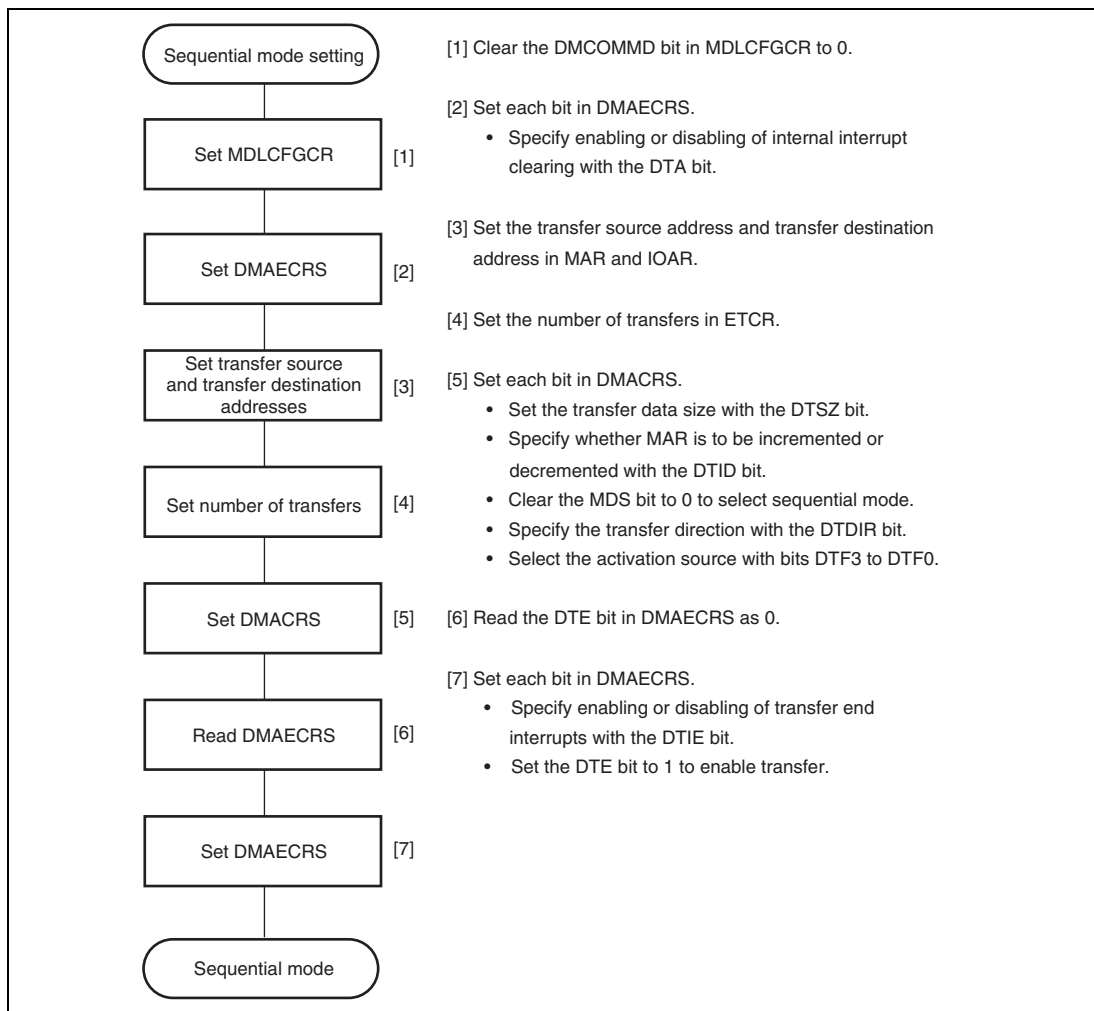 Sequential mode setting
Set MDLCFGCR
[1]
Set DMAECRS
[2]
Set transfer source
and transfer destination
addresses
[3]
Set number of transfers
[4]
Set DMACRS
[5]
Read DMAECRS
[6]
Set DMAECRS
[7]
Sequential mode
[1] Clear the DMCOMMD bit in MDLCFGCR to 0.
[2] Set each bit in DMAECRS.
• Specify enabling or disabling of internal interrupt
clearing with the DTA bit.
[3] Set the transfer source address and transfer destination
address in MAR and IOAR.
[4] Set the number of transfers in ETCR.
[5] Set each bit in DMACRS.
• Set the transfer data size with the DTSZ bit.
• Specify whether MAR is to be incremented or
decremented with the DTID bit.
• Clear the MDS bit to 0 to select sequential mode.
• Specify the transfer direction with the DTDIR bit.
• Select the activation source with bits DTF3 to DTF0.
[6] Read the DTE bit in DMAECRS as 0.
[7] Set each bit in DMAECRS.
• Specify enabling or disabling of transfer end
interrupts with the DTIE bit.
• Set the DTE bit to 1 to enable transfer.